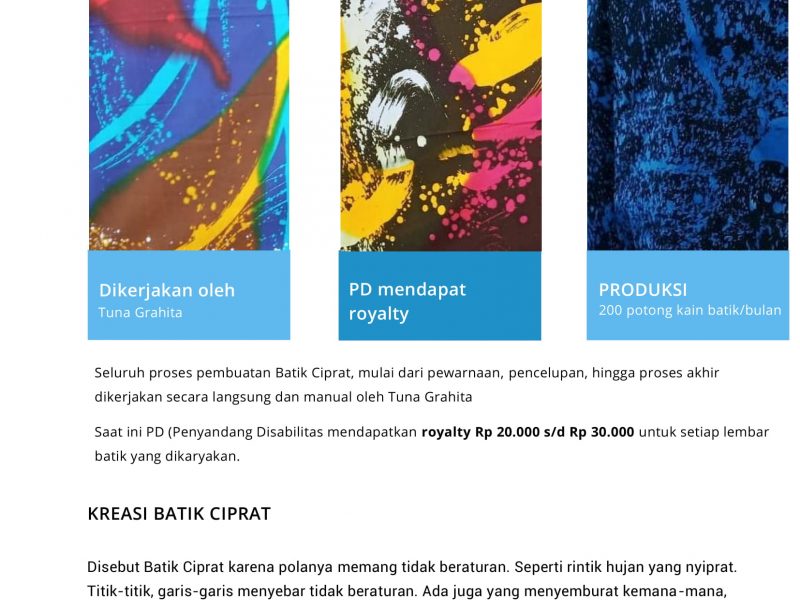 Dikerjakan oleh
Tuna Grahita
PD mendapat
royalty
PRODUKSI
200 potong kain batik/bulan
Seluruh proses pembuatan Batik Ciprat, mulai dari pewarnaan, pencelupan, hingga proses akhir
dikerjakan secara langsung dan manual oleh Tuna Grahita
Saat ini PD (Penyandang Disabilitas mendapatkan royalty Rp 20.000 s/d Rp 30.000 untuk setiap lembar
batik yang dikaryakan.
KREASI BATIK CIPRAT
Disebut Batik Ciprat karena polanya memang tidak beraturan. Seperti rintik hujan yang nyiprat.
Titik-titik, garis-garis menyebar tidak beraturan. Ada juga yang menyemburat kemana-mana,